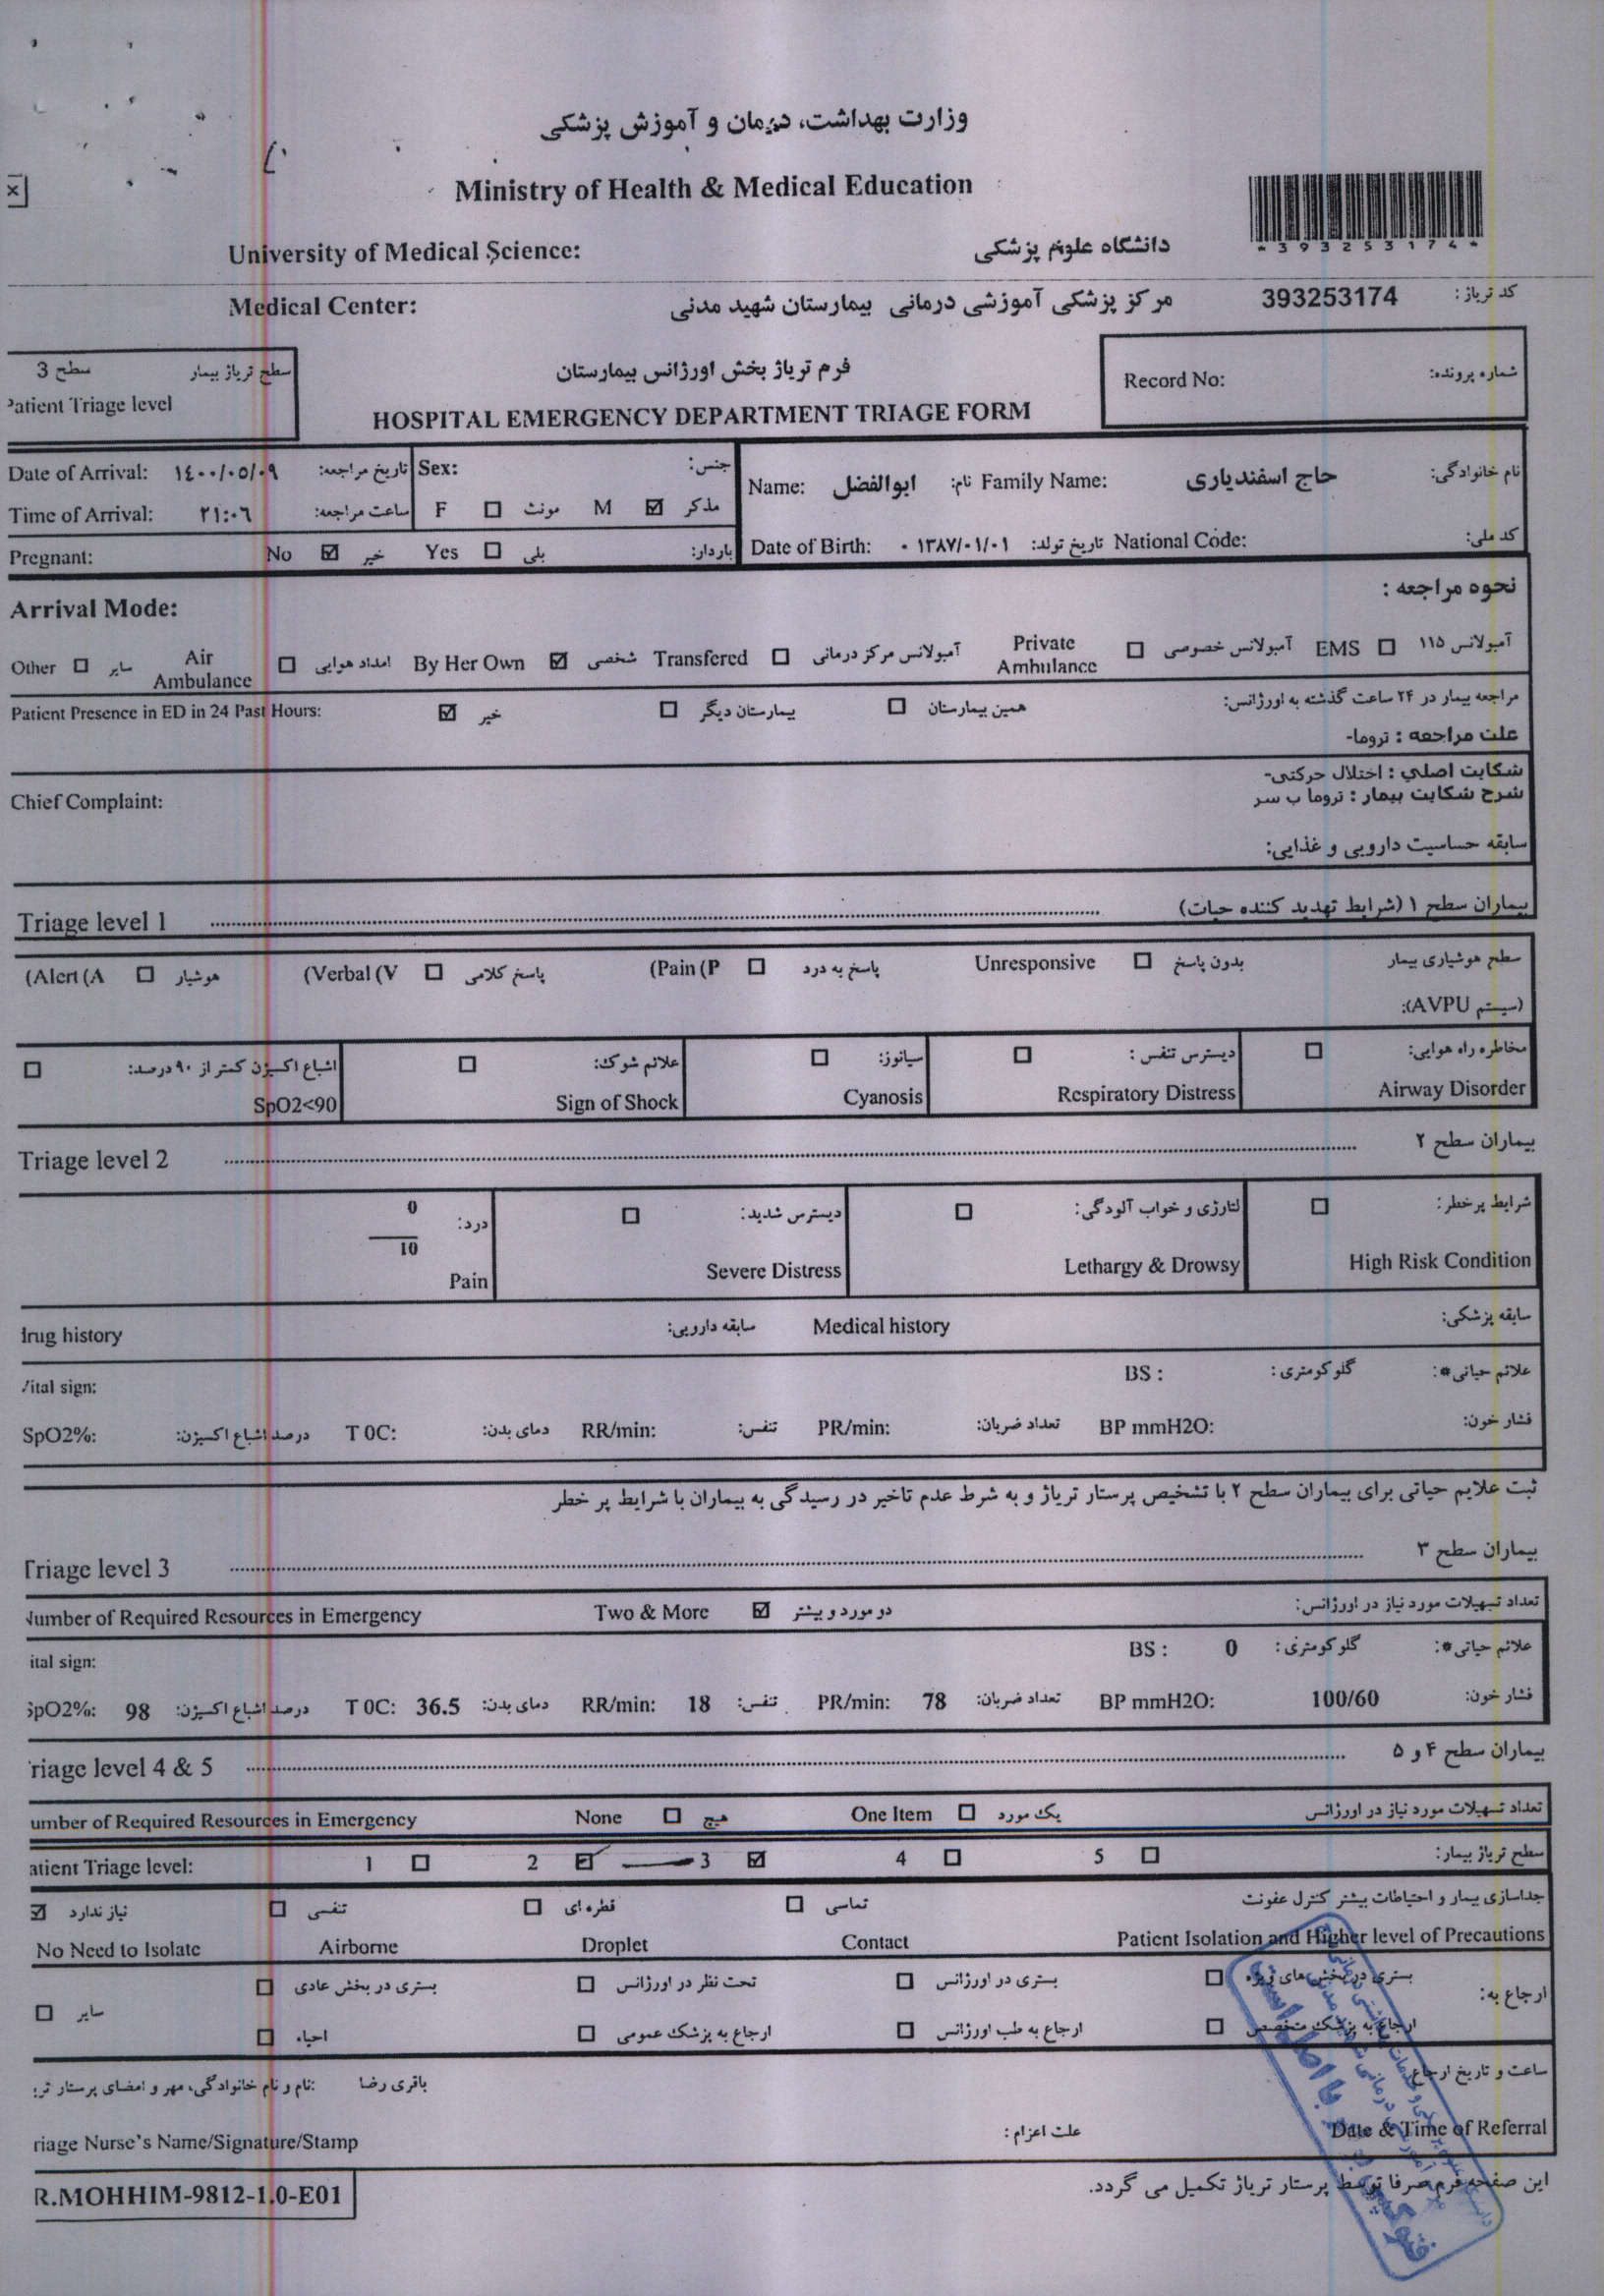 وزارت بهداشت، درمان و آموزش پزشکی
Ministry of Health & Medical Education
*393253174*
University of Medical Science: دانشگاه علوم پزشکی
Medical Center: مرکز پزشکی آموزشی درمانی بیمارستان شهید مدنی
کد تریاژ: 393253174
سطح تریاژ بیمار سطح 3
Patient Triage level
فرم تریاژ بخش اورژانس بیمارستان
HOSPITAL EMERGENCY DEPARTMENT TRIAGE FORM
Record No: شماره پرونده:
نام خانوادگی: حاج اسفندیاری Family Name: نام: ابوالفضل Name:
جنس: Sex:
مذکر ☑ M مونث ☐ F
تاریخ مراجعه: ۱۴۰۰/۰۵/۰۹ Date of Arrival:
ساعت مراجعه: ۲۱:۰۶ Time of Arrival:
کد ملی: National Code: تاریخ تولد: ۱۳۸۷/۰۱/۰۱ Date of Birth:
باردار: بلی ☐ Yes خیر ☑ No Pregnant:
نحوه مراجعه :
Arrival Mode:
آمبولانس ۱۱۵ ☐ EMS آمبولانس خصوصی ☐ Private Ambulance آمبولانس مرکز درمانی ☐ Transfered شخصی ☑ By Her Own امداد هوایی ☐ Air Ambulance سایر ☐ Other
مراجعه بیمار در ۲۴ ساعت گذشته به اورژانس: همین بیمارستان ☐ بیمارستان دیگر ☐ خیر ☑ Patient Presence in ED in 24 Past Hours:
علت مراجعه : تروما-
شکایت اصلي : اختلال حرکتی-
شرح شکایت بیمار : تروما ب سر
Chief Complaint:
سابقه حساسیت دارویی و غذایی:
بیماران سطح ۱ (شرایط تهدید کننده حیات) Triage level 1
سطح هوشیاری بیمار بدون پاسخ ☐ Unresponsive پاسخ به درد ☐ (Pain (P پاسخ کلامی ☐ (Verbal (V هوشیار ☐ (Alert (A
(سیستم AVPU):
مخاطره راه هوایی: ☐ دیسترس تنفس : ☐ سیانوز: ☐ علائم شوک: ☐ اشباع اکسیژن کمتر از ۹۰ درصد: ☐
Airway Disorder Respiratory Distress Cyanosis Sign of Shock SpO2<90
بیماران سطح ۲ Triage level 2
شرایط پرخطر: ☐ لتارژی و خواب آلودگی: ☐ دیسترس شدید: ☐ درد: 0/10
High Risk Condition Lethargy & Drowsy Severe Distress Pain
سابقه پزشکی: Medical history سابقه دارویی: drug history
علائم حیاتی*: گلوکومتری: BS : Vital sign:
فشار خون: BP mmH2O: تعداد ضربان: PR/min: تنفس: RR/min: دمای بدن: T 0C: درصد اشباع اکسیژن: SpO2%:
ثبت علایم حیاتی برای بیماران سطح ۲ با تشخیص پرستار تریاژ و به شرط عدم تاخیر در رسیدگی به بیماران با شرایط پر خطر
بیماران سطح ۳ Triage level 3
تعداد تسهیلات مورد نیاز در اورژانس: دو مورد و بیشتر ☑ Two & More Number of Required Resources in Emergency
علائم حیاتی*: گلوکومتری: 0 BS : ital sign:
فشار خون: 100/60 BP mmH2O: تعداد ضربان: 78 PR/min: تنفس: 18 RR/min: دمای بدن: 36.5 T 0C: درصد اشباع اکسیژن: 98 SpO2%:
بیماران سطح ۴ و ۵ riage level 4 & 5
تعداد تسهیلات مورد نیاز در اورژانس یک مورد ☐ One Item هیچ ☐ None umber of Required Resources in Emergency
سطح تریاژ بیمار: ☐ 5 ☐ 4 ☑ 3 ☑ 2 ☐ 1 atient Triage level:
جداسازی بیمار و احتیاطات بیشتر کنترل عفونت تماسی ☐ قطره ای ☐ تنفسی ☐ نیاز ندارد ☑
Patient Isolation and Higher level of Precautions Contact Droplet Airborne No Need to Isolate
ارجاع به: بستری در بخش های ویژه ☐ بستری در اورژانس ☐ تحت نظر در اورژانس ☐ بستری در بخش عادی ☐ سایر ☐
ارجاع به پزشک متخصص ☐ ارجاع به طب اورژانس ☐ ارجاع به پزشک عمومی ☐ احیاء ☐
ساعت و تاریخ ارجاع نام و نام خانوادگی، مهر و امضای پرستار تر: باقری رضا
Date & Time of Referral علت اعزام : riage Nurse's Name/Signature/Stamp
این صفحه فرم صرفا توسط پرستار تریاژ تکمیل می گردد.
R.MOHHIM-9812-1.0-E01